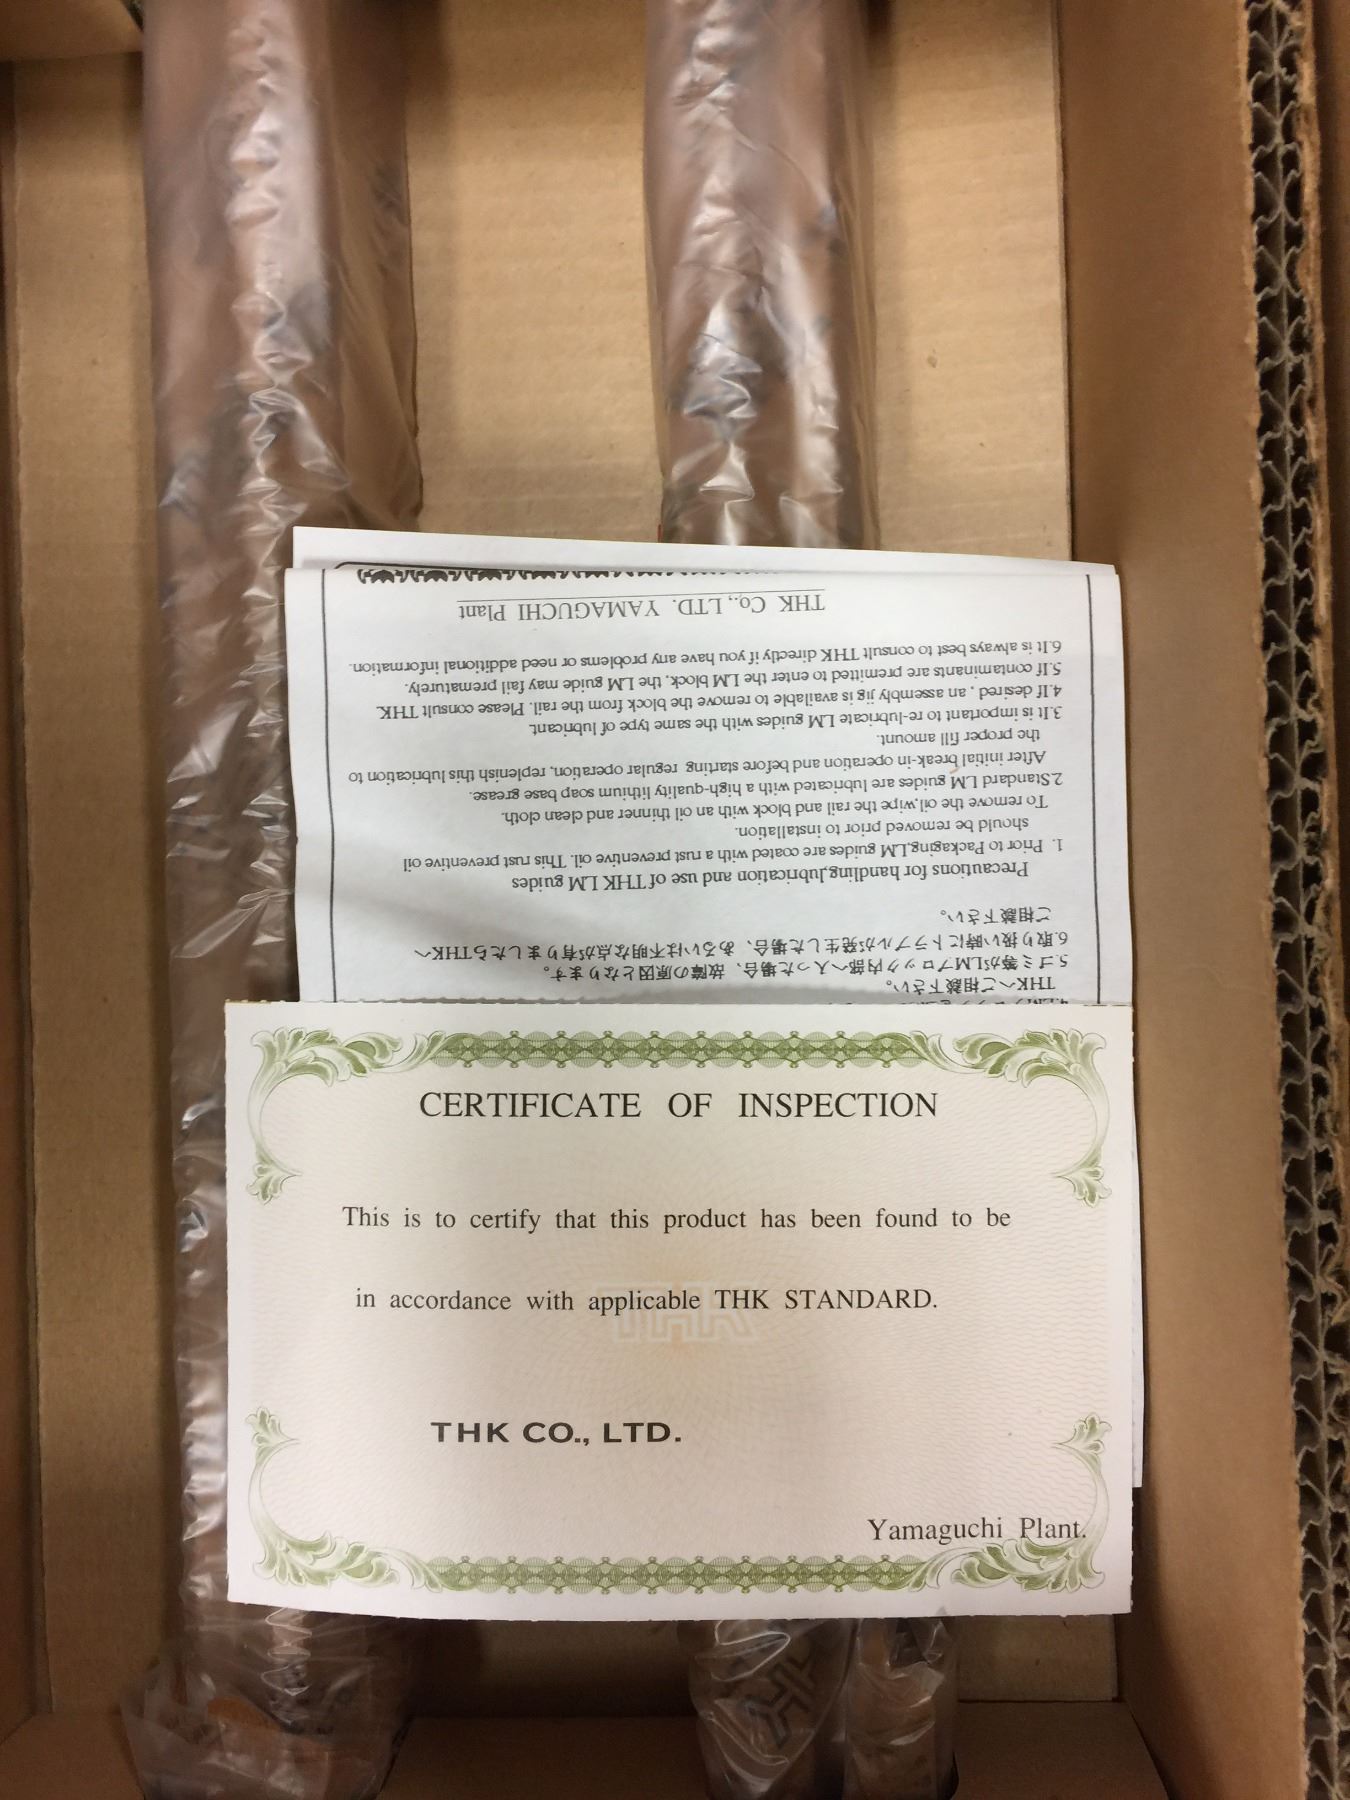 4.LMブロックを
THKへご相談下さい。
5.ゴミ等がLMブロック内部へ入った場合、故障の原因となります。
6.取り扱い時にトラブルが発生した場合、あるいは不明な点が有りましたらTHKへ
ご相談下さい。
Precautions for handling,lubrication and use of THK LM guides
1. Prior to Packaging,LM guides are coated with a rust preventive oil. This rust preventive oil
should be removed prior to installation.
To remove the oil,wipe the rail and block with an oil thinner and clean cloth.
2.Standard LM guides are lubricated with a high-quality lithium soap base grease.
After initial break-in operation and before starting regular operation, replenish this lubrication to
the proper fill amount.
3.It is important to re-lubricate LM guides with the same type of lubricant.
4.If desired , an assembly jig is available to remove the block from the rail. Please consult THK.
5.If contaminants are premitted to enter the LM block, the LM guide may fail prematurely.
6.It is always best to consult THK directly if you have any problems or need additional information.
THK Co., LTD. YAMAGUCHI Plant
CERTIFICATE OF INSPECTION
This is to certify that this product has been found to be
in accordance with applicable THK STANDARD.
THK
THK CO., LTD.
Yamaguchi Plant.
THK